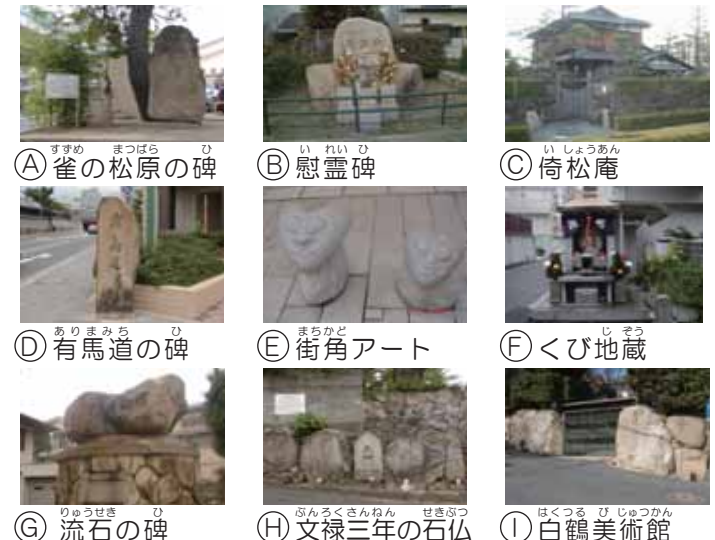 すずめ まつばら ひ
Ⓐ雀の松原の碑
い れい ひ
Ⓑ慰霊碑
い しょうあん
Ⓒ倚松庵
ありまみち ひ
Ⓓ有馬道の碑
まちかど
Ⓔ街角アート
じ ぞう
Ⓕくび地蔵
りゅうせき ひ
Ⓖ流石の碑
ぶんろくさんねん せきぶつ
Ⓗ文禄三年の石仏
はくつる び じゅつかん
Ⓘ白鶴美術館